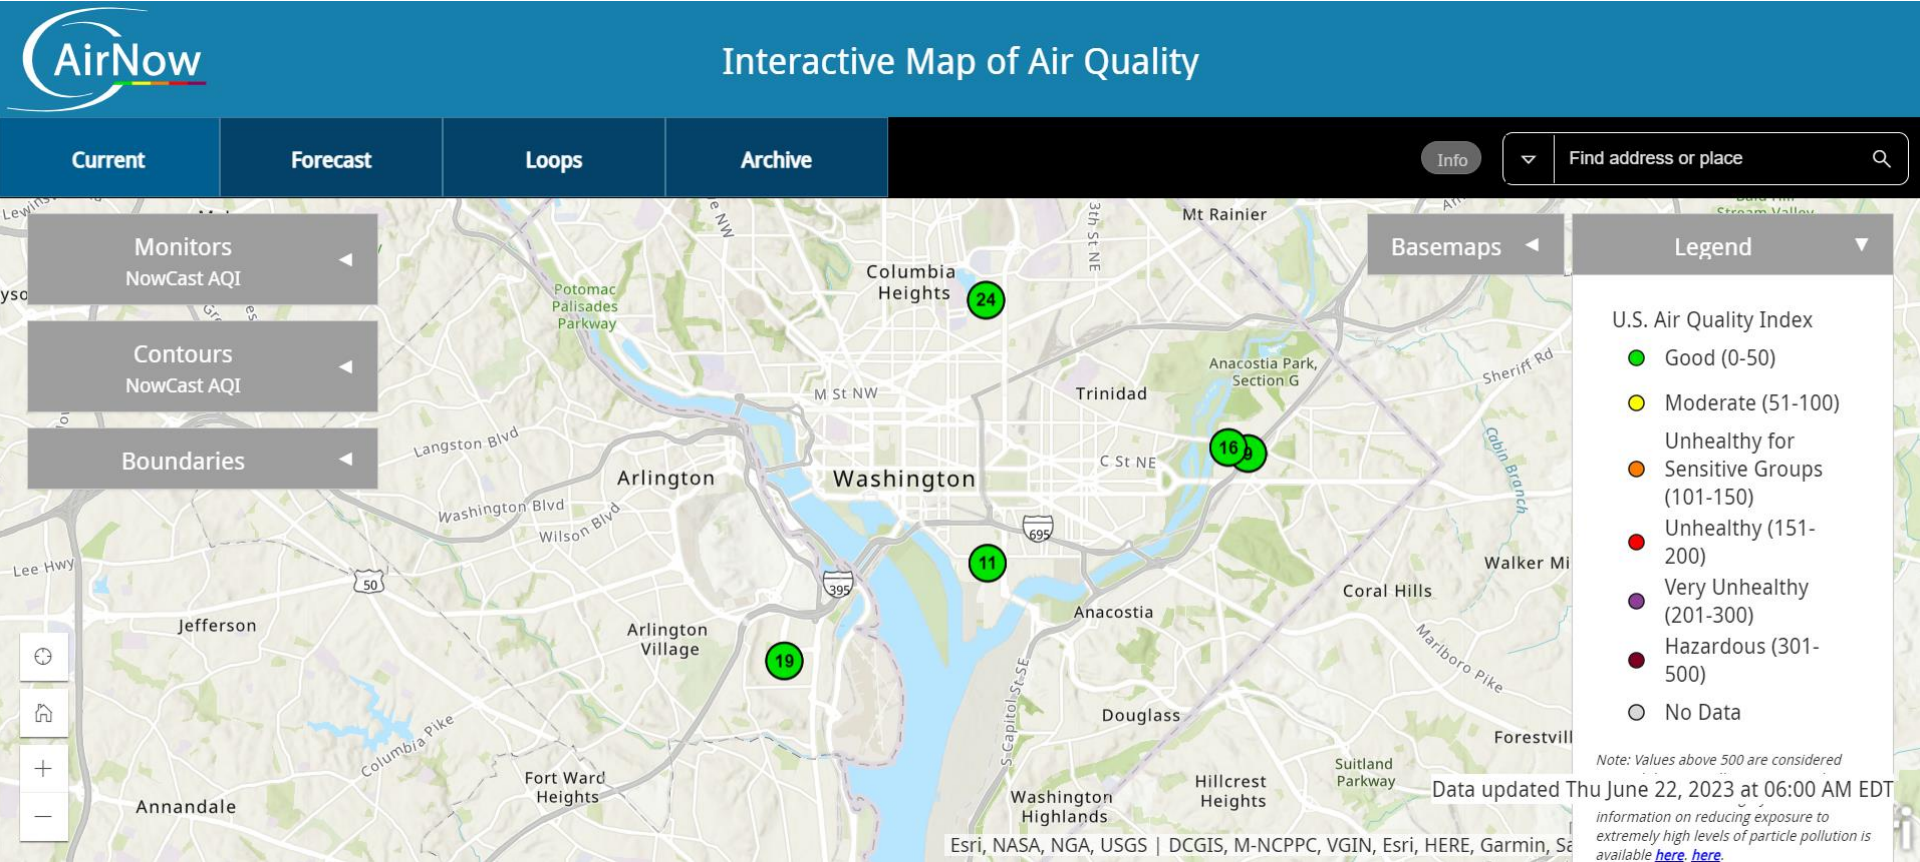 AirNow
Interactive Map of Air Quality
Current
Forecast
Loops
Archive
Info
Find address or place
Monitors
NowCast AQI
Contours
NowCast AQI
Boundaries
Basemaps
Legend
U.S. Air Quality Index
Good (0-50)
Moderate (51-100)
Unhealthy for
Sensitive Groups
(101-150)
Unhealthy (151-
200)
Very Unhealthy
(201-300)
Hazardous (301-
500)
No Data
Note: Values above 500 are considered
Data updated Thu June 22, 2023 at 06:00 AM EDT
information on reducing exposure to
extremely high levels of particle pollution is
available here. here.
Mt Rainier
Columbia
Heights
24
Potomac
Palisades
Parkway
Anacostia Park,
Section G
Sheriff Rd
M St NW
Trinidad
Langston Blvd
16
9
Cabin Branch
C St NE
Arlington
Washington
Washington Blvd
Wilson Blvd
695
Lee Hwy
50
395
11
Walker Mi
Coral Hills
Anacostia
Jefferson
Arlington
Village
19
Marlboro Pike
S Capitol St SE
Douglass
Columbia Pike
Forestvill
Suitland
Parkway
Fort Ward
Heights
Hillcrest
Heights
Annandale
Washington
Highlands
Esri, NASA, NGA, USGS | DCGIS, M-NCPPC, VGIN, Esri, HERE, Garmin, Sa